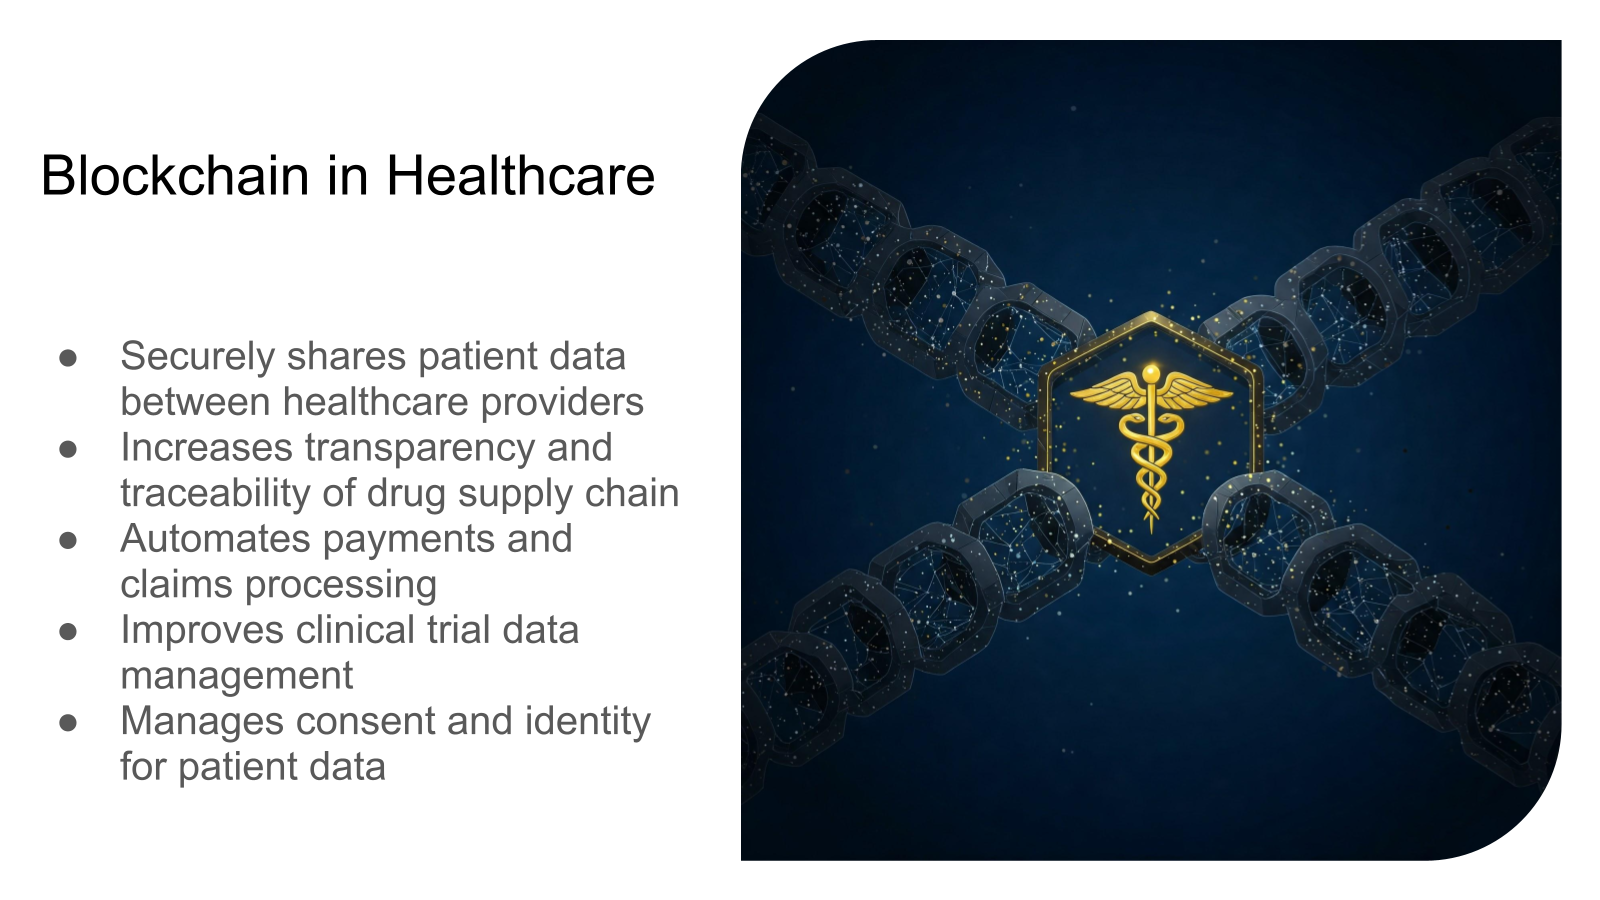 Blockchain in Healthcare
● Securely shares patient data
between healthcare providers
● Increases transparency and
traceability of drug supply chain
● Automates payments and
claims processing
● Improves clinical trial data
management
● Manages consent and identity
for patient data